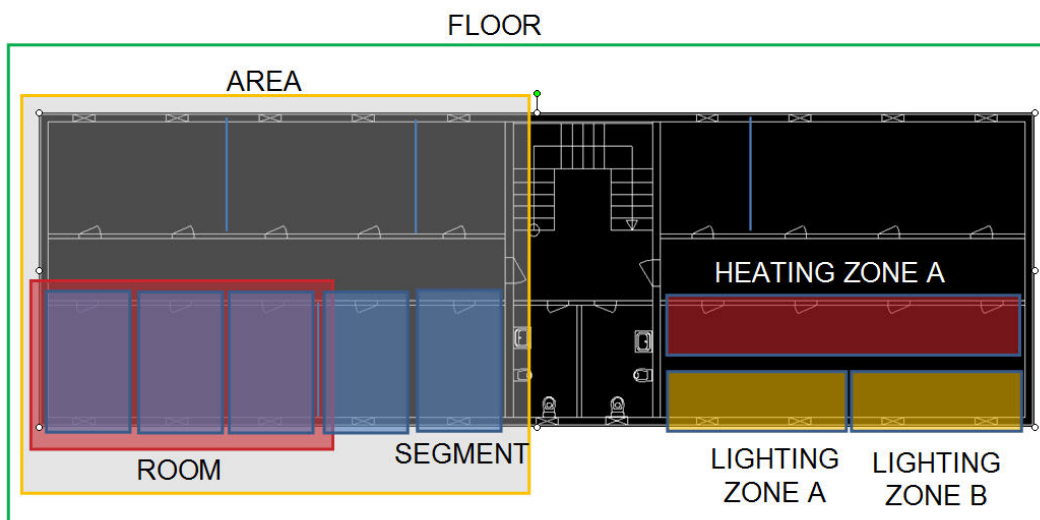 FLOOR
AREA
HEATING ZONE A
ROOM
SEGMENT
LIGHTING
ZONE A
LIGHTING
ZONE B